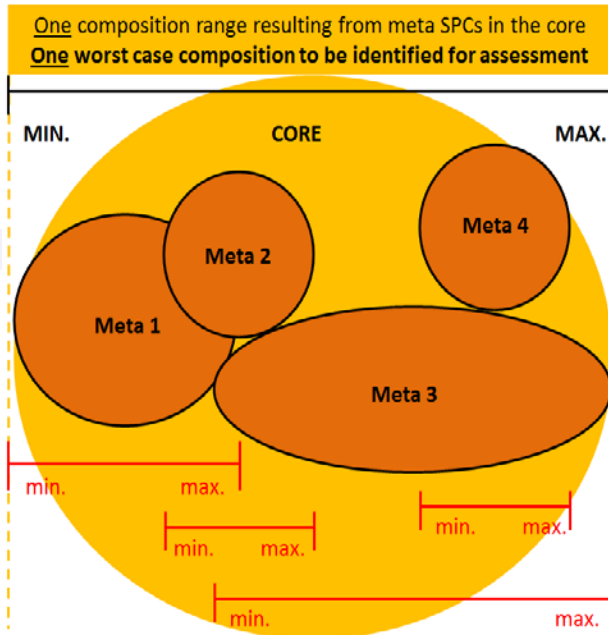 One composition range resulting from meta SPCs in the core
One worst case composition to be identified for assessment
MIN. CORE MAX.
Meta 2
Meta 4
Meta 1
Meta 3
min. max.
min. max.
min. max.
min. max.